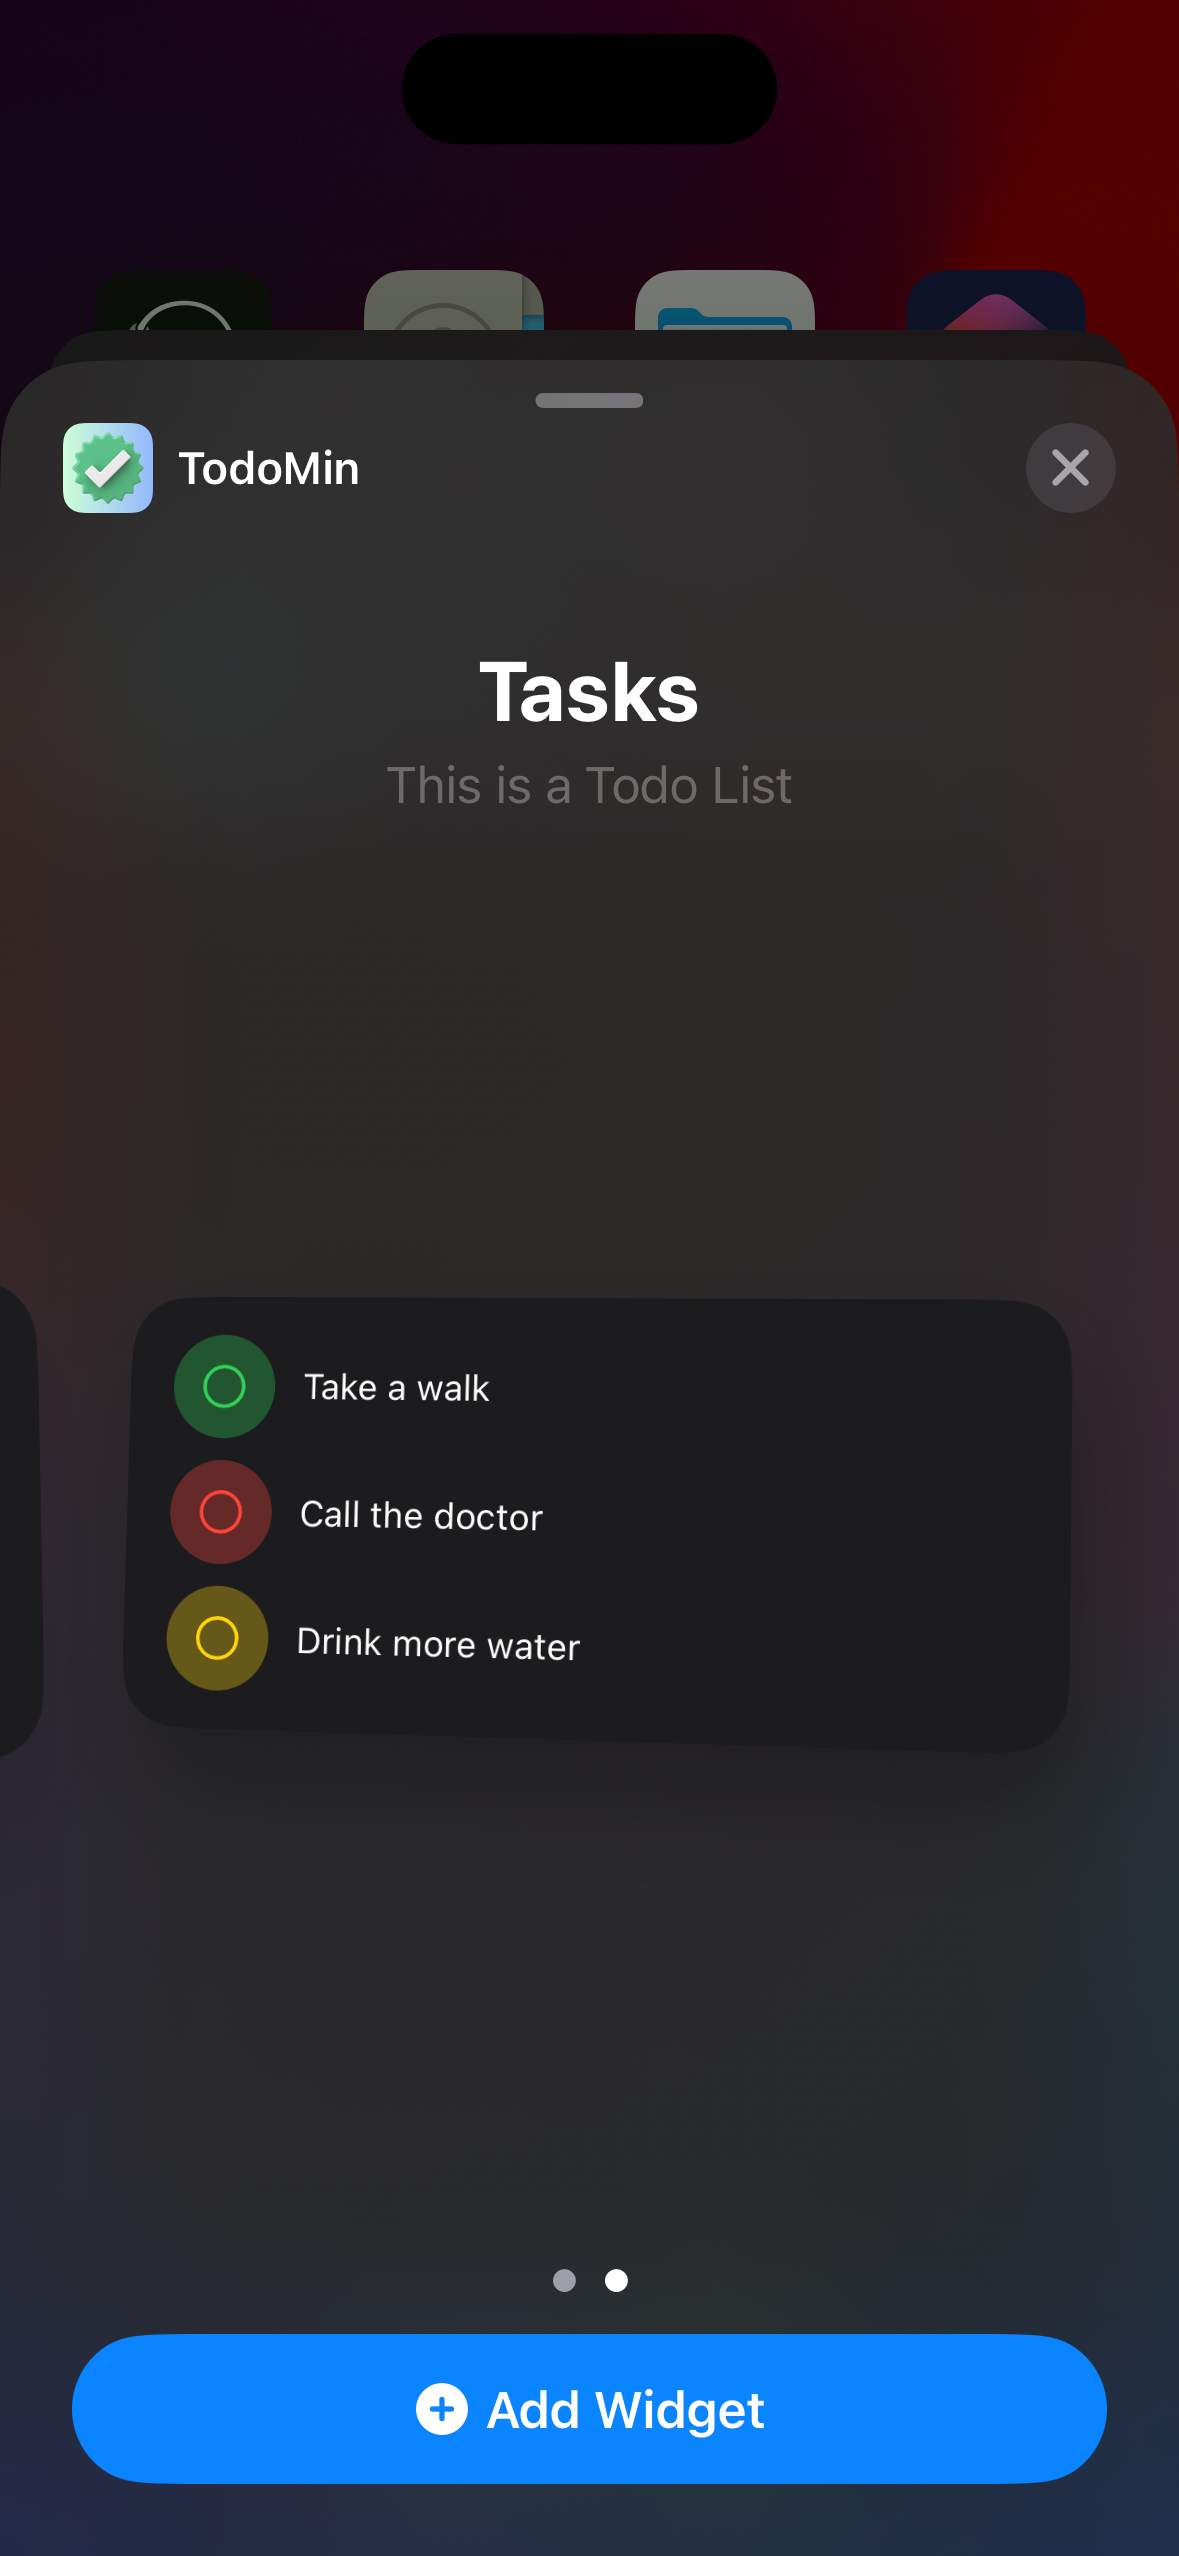 TodoMin
Tasks
This is a Todo List
Take a walk
Call the doctor
Drink more water
Add Widget